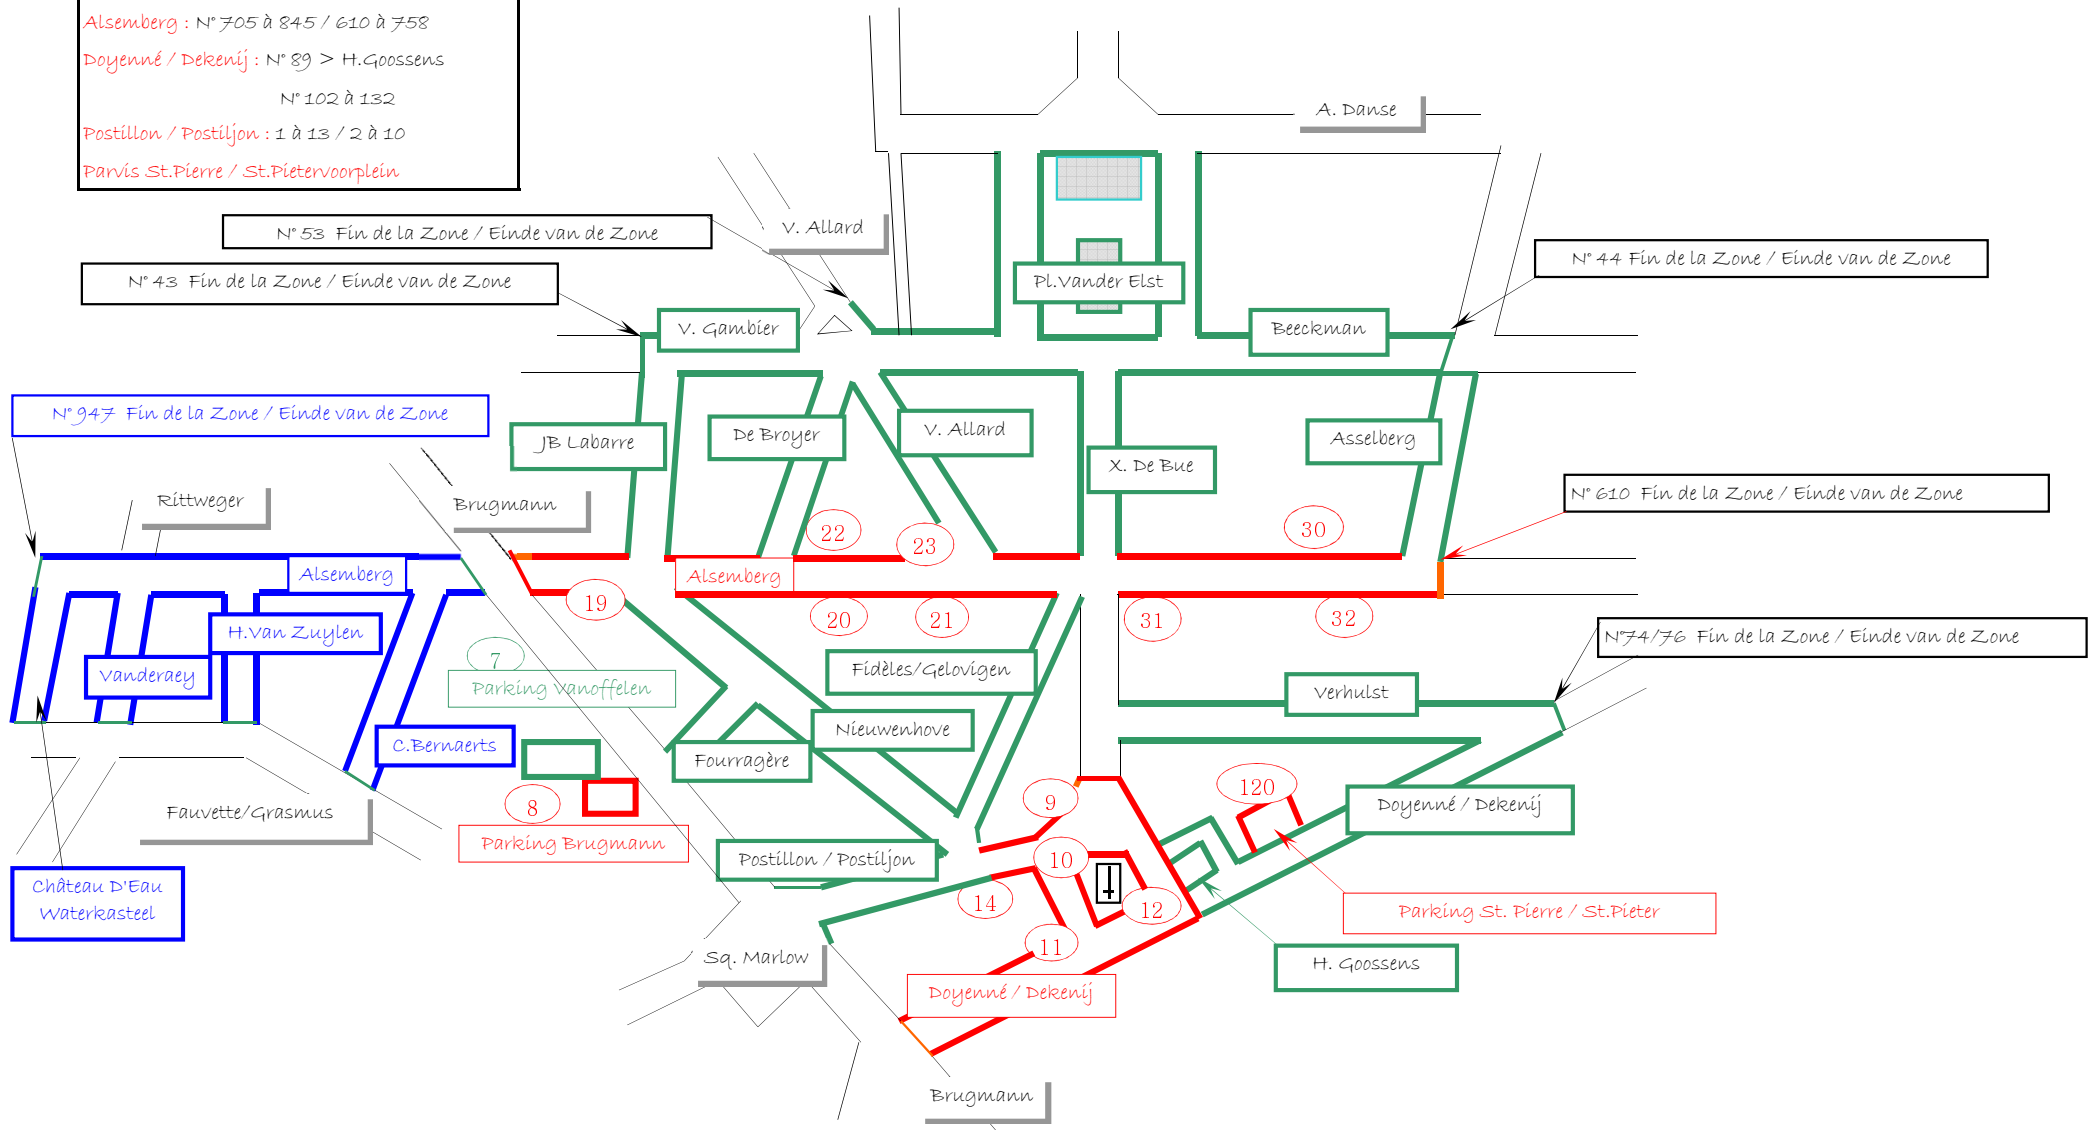 Alsemberg : N° 705 à 845 / 610 à 758
Doyenné / Dekenij : N° 89 > H.Goossens
N° 102 à 132
Postillon / Postiljon : 1 à 13 / 2 à 10
Parvis St.Pierre / St.Pietervoorplein
A. Danse
V. Allard
N° 53 Fin de la Zone / Einde van de Zone
N° 44 Fin de la Zone / Einde van de Zone
N° 43 Fin de la Zone / Einde van de Zone
Pl.Vander Elst
V. Gambier
Beeckman
N° 947 Fin de la Zone / Einde van de Zone
JB Labarre
De Broyer
V. Allard
X. De Bue
Asselberg
Rittweger
Brugmann
N° 610 Fin de la Zone / Einde van de Zone
22
23
30
Alsemberg
Alsemberg
19
20
21
31
32
H.Van Zuylen
N°74/76 Fin de la Zone / Einde van de Zone
7
Parking Vanoffelen
Vanderaey
Fidèles/Gelovigen
Verhulst
Nieuwenhove
C.Bernaerts
Fourragère
8
9
120
Doyenné / Dekenij
Fauvette/Grasmus
Parking Brugmann
Postillon / Postiljon
10
Château D'Eau
Waterkasteel
14
12
Parking St. Pierre / St.Pieter
11
Sq. Marlow
H. Goossens
Doyenné / Dekenij
Brugmann